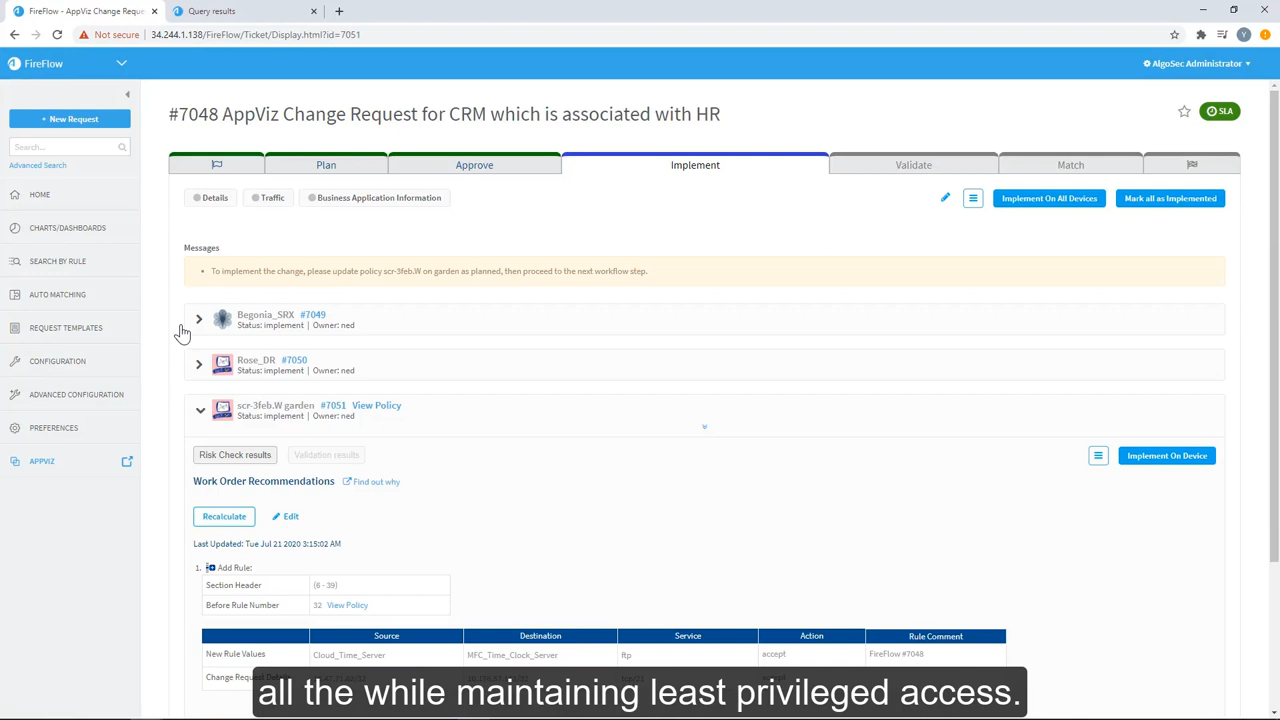 FireFlow - AppViz Change Reque
Query results
Not secure
34.244.1.138/FireFlow/Ticket/Display.html?id=7051
Y
FireFlow
AlgoSec Administrator
+ New Request
Search...
Advanced Search
HOME
CHARTS/DASHBOARDS
SEARCH BY RULE
AUTO MATCHING
REQUEST TEMPLATES
CONFIGURATION
ADVANCED CONFIGURATION
PREFERENCES
APPVIZ
#7048 AppViz Change Request for CRM which is associated with HR
SLA
Plan
Approve
Implement
Validate
Match
Details
Traffic
Business Application Information
Implement On All Devices
Mark all as Implemented
Messages
• To implement the change, please update policy scr-3feb.W on garden as planned, then proceed to the next workflow step.
Begonia_SRX #7049
Status: implement | Owner: ned
Rose_DR #7050
Status: implement | Owner: ned
scr-3feb.W garden #7051 View Policy
Status: implement | Owner: ned
Risk Check results
Validation results
Implement On Device
Work Order Recommendations
Find out why
Recalculate
Edit
Last Updated: Tue Jul 21 2020 3:15:02 AM
1. Add Rule:
Section Header (6 - 39)
Before Rule Number 32 View Policy
Source Destination Service Action Rule Comment
New Rule Values Cloud_Time_Server MFC_Time_Clock_Server ftp accept FireFlow #7048
Change Request Details
all the while maintaining least privileged access.